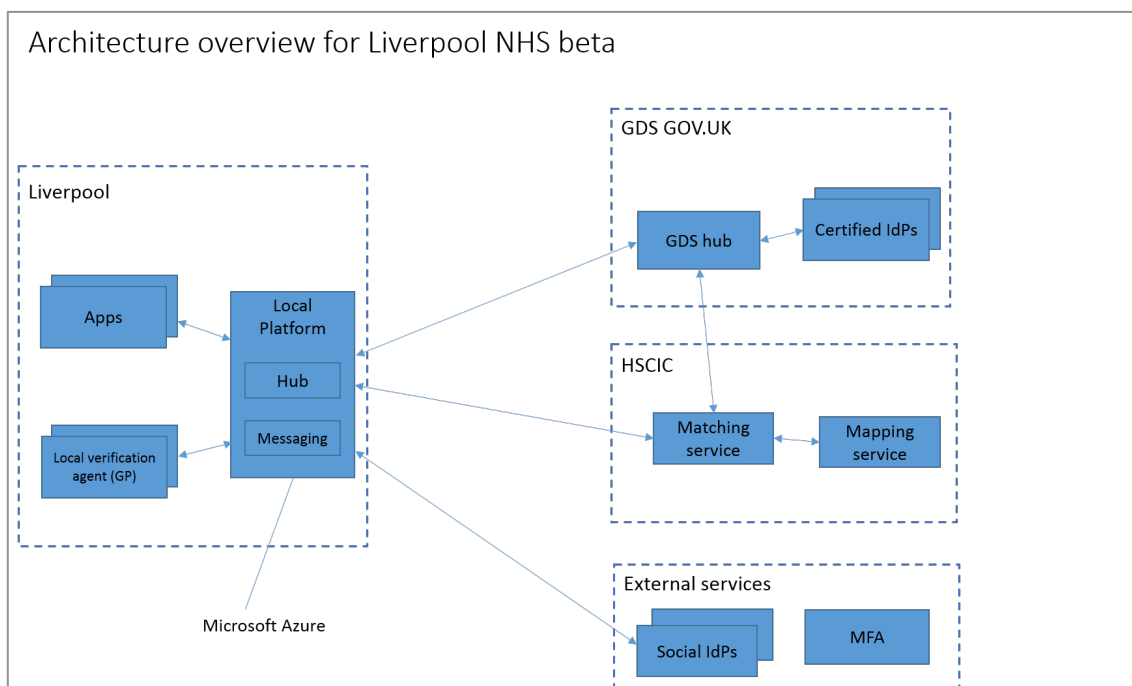 Architecture overview for Liverpool NHS beta
GDS GOV.UK
GDS hub
Certified IdPs
Liverpool
Apps
Local
Platform
Hub
Messaging
Local verification
agent (GP)
HSCIC
Matching
service
Mapping
service
Microsoft Azure
External services
Social IdPs
MFA